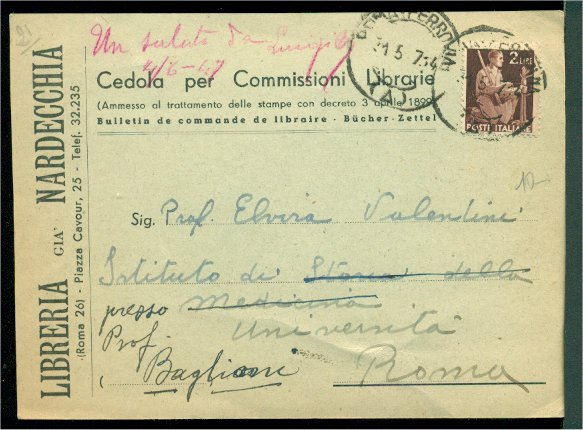 Un saluto da Luigi
4/6-47
Cedola per Commissioni Librarie
(Ammesso al trattamento delle stampe con decreto 3 aprile 1899
Bulletin de commande de libraire - Bücher-Zettel
2 LIRE
POSTE ITALIANE
LIBRERIA GIA' NARDECCHIA
(Roma 26) - Piazza Cavour, 25 - Telef. 32.235
10-
Sig. Prof. Elvira Valentini
Istituto di Storia della
presso Medicina
Università
Prof.
Baglioni Roma